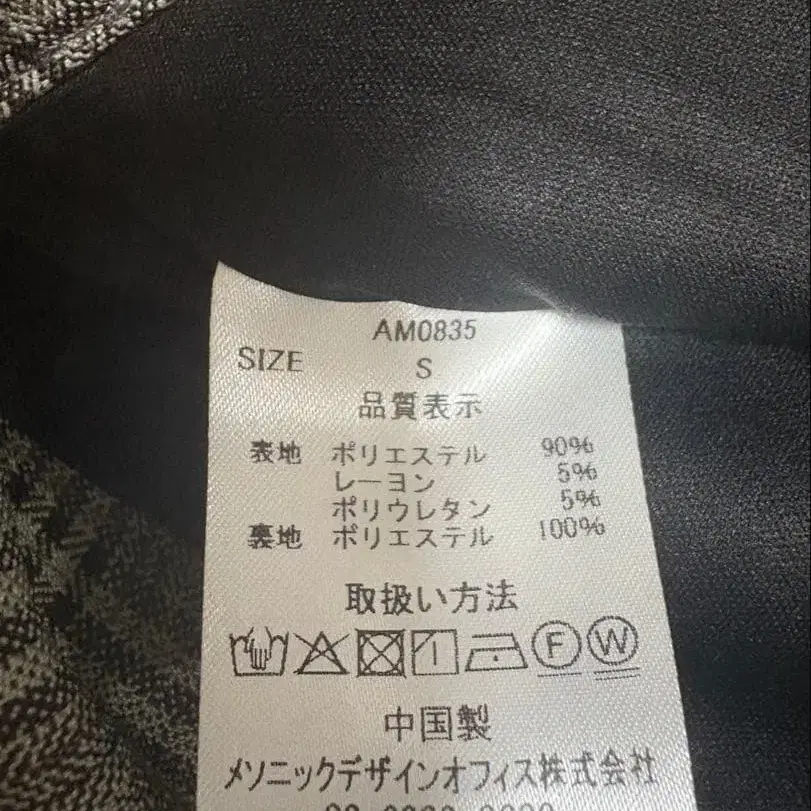 AM0835
SIZE S
品質表示
表地 ポリエステル 90%
レーヨン 5%
ポリウレタン 5%
裏地 ポリエステル 100%
取扱い方法
F W
中国製
メソニックデザインオフィス株式会社